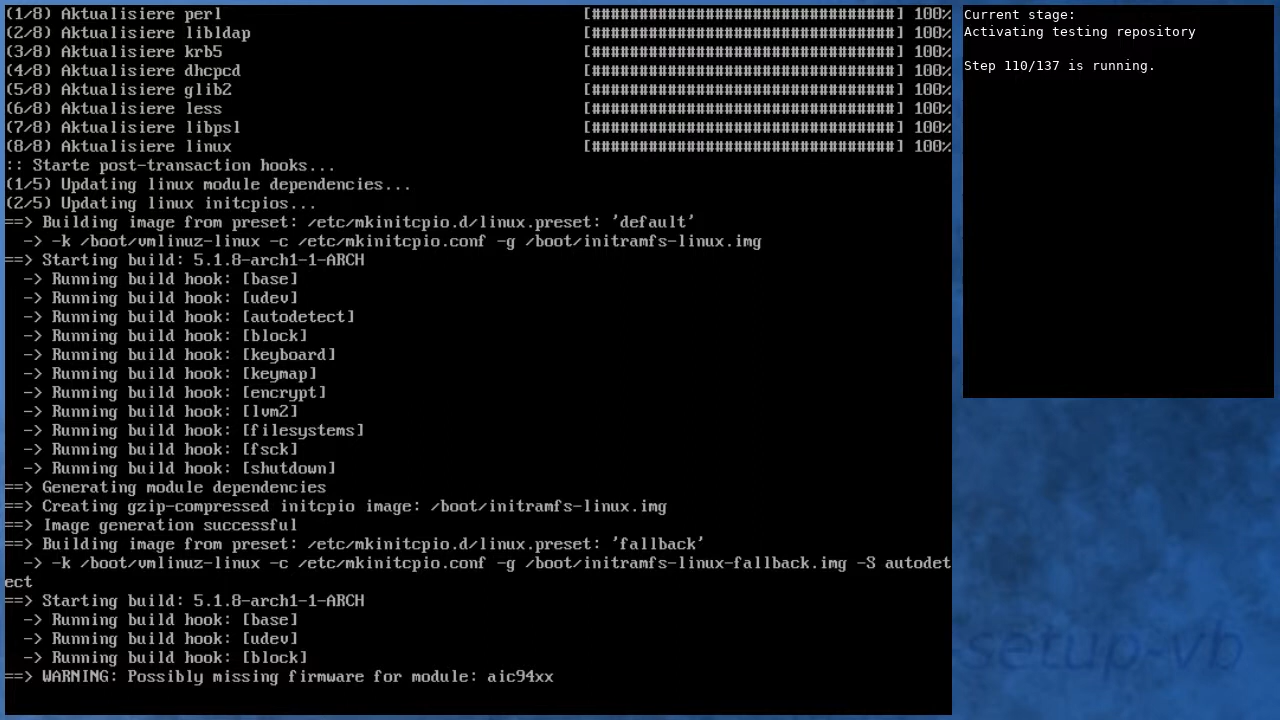 (1/8) Aktualisiere perl [################################] 100%
(2/8) Aktualisiere libldap [################################] 100%
(3/8) Aktualisiere krb5 [################################] 100%
(4/8) Aktualisiere dhcpcd [################################] 100%
(5/8) Aktualisiere glib2 [################################] 100%
(6/8) Aktualisiere less [################################] 100%
(7/8) Aktualisiere libpsl [################################] 100%
(8/8) Aktualisiere linux [################################] 100%
:: Starte post-transaction hooks...
(1/5) Updating linux module dependencies...
(2/5) Updating linux initcpios...
==> Building image from preset: /etc/mkinitcpio.d/linux.preset: 'default'
  -> -k /boot/vmlinuz-linux -c /etc/mkinitcpio.conf -g /boot/initramfs-linux.img
==> Starting build: 5.1.8-arch1-1-ARCH
  -> Running build hook: [base]
  -> Running build hook: [udev]
  -> Running build hook: [autodetect]
  -> Running build hook: [block]
  -> Running build hook: [keyboard]
  -> Running build hook: [keymap]
  -> Running build hook: [encrypt]
  -> Running build hook: [lvm2]
  -> Running build hook: [filesystems]
  -> Running build hook: [fsck]
  -> Running build hook: [shutdown]
==> Generating module dependencies
==> Creating gzip-compressed initcpio image: /boot/initramfs-linux.img
==> Image generation successful
==> Building image from preset: /etc/mkinitcpio.d/linux.preset: 'fallback'
  -> -k /boot/vmlinuz-linux -c /etc/mkinitcpio.conf -g /boot/initramfs-linux-fallback.img -S autodet
ect
==> Starting build: 5.1.8-arch1-1-ARCH
  -> Running build hook: [base]
  -> Running build hook: [udev]
  -> Running build hook: [block]
==> WARNING: Possibly missing firmware for module: aic94xx
Current stage:
Activating testing repository
Step 110/137 is running.
setup-vb